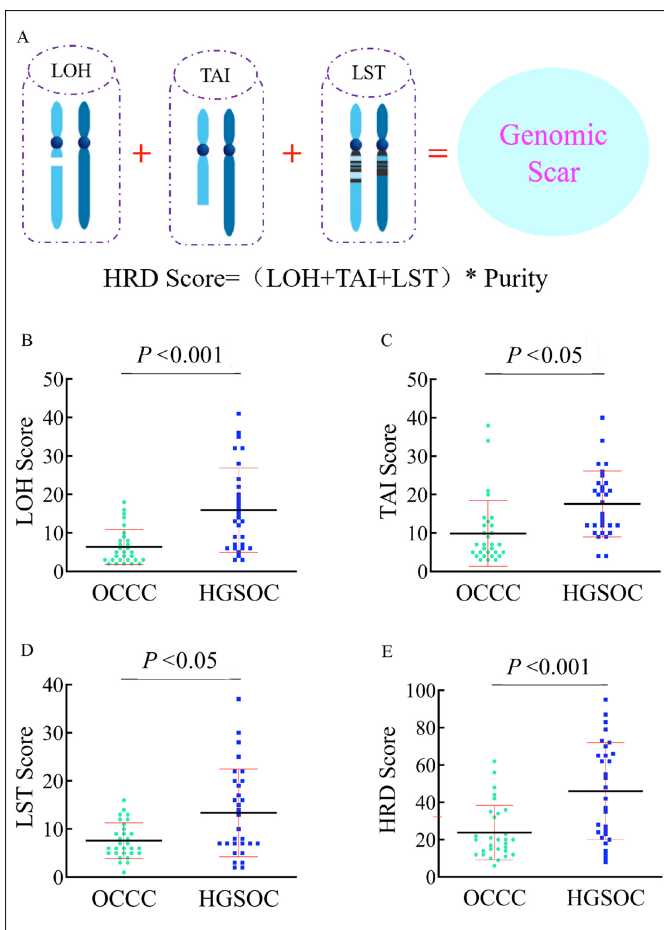 A
LOH
TAI
LST
+
+
=
Genomic
Scar
HRD Score=（LOH+TAI+LST）* Purity
B
P <0.001
50
40
30
20
10
0
LOH Score
OCCC
HGSOC
C
P <0.05
50
40
30
20
10
0
TAI Score
OCCC
HGSOC
D
P <0.05
40
30
20
10
0
LST Score
OCCC
HGSOC
E
P <0.001
100
80
60
40
20
0
HRD Score
OCCC
HGSOC